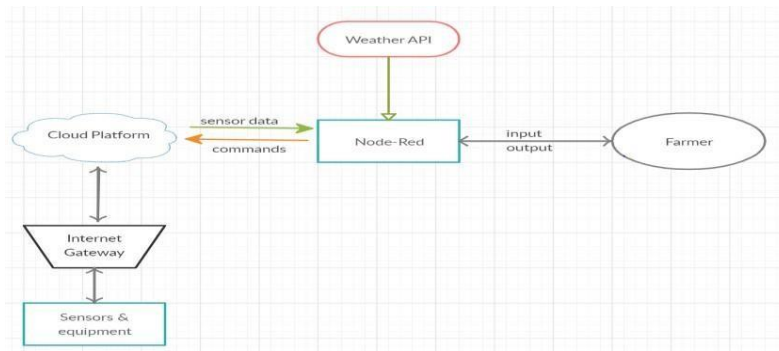 Weather API
Cloud Platform
sensor data
commands
Node-Red
input
output
Farmer
Internet
Gateway
Sensors &
equipment